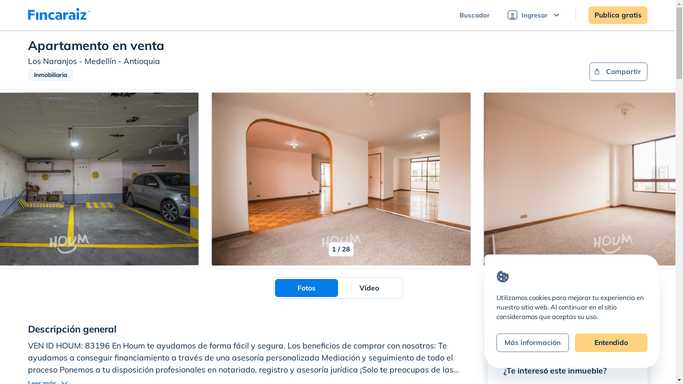 Fincaraiz
Buscador
Ingresar
Publica gratis
Apartamento en venta
Los Naranjos - Medellín - Antioquia
Inmobiliaria
Compartir
HOUM
HOUM
HOUM
1 / 28
Fotos
Video
Descripción general
VEN ID HOUM: 83196 En Houm te ayudamos de forma fácil y segura. Los beneficios de comprar con nosotros: Te
ayudamos a conseguir financiamiento a través de una asesoría personalizada Mediación y seguimiento de todo el
proceso Ponemos a tu disposición profesionales en notariado, registro y asesoría jurídica ¡Solo te preocupas de las...
Leer más
Utilizamos cookies para mejorar tu experiencia en
nuestro sitio web. Al continuar en el sitio
consideramos que aceptas su uso.
Más información
Entendido
¿Te interesó este inmueble?